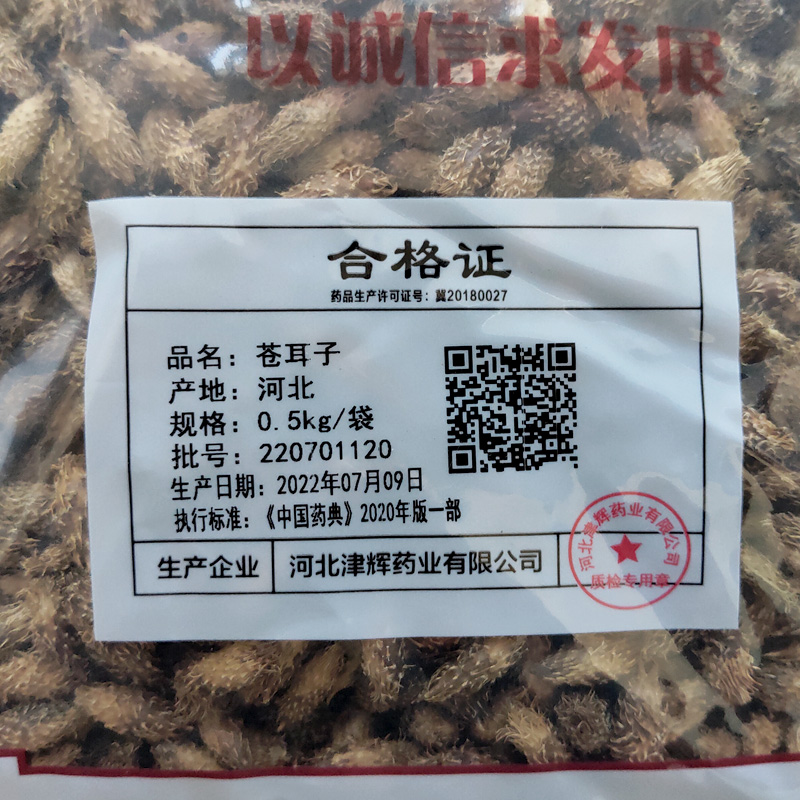 以诚信求发展
合格证
药品生产许可证号：冀20180027
品名：苍耳子
产地：河北
规格：0.5kg/袋
批号：220701120
生产日期：2022年07月09日
执行标准：《中国药典》2020年版一部
生产企业 河北津辉药业有限公司
河北津辉药业有限公司
质检专用章